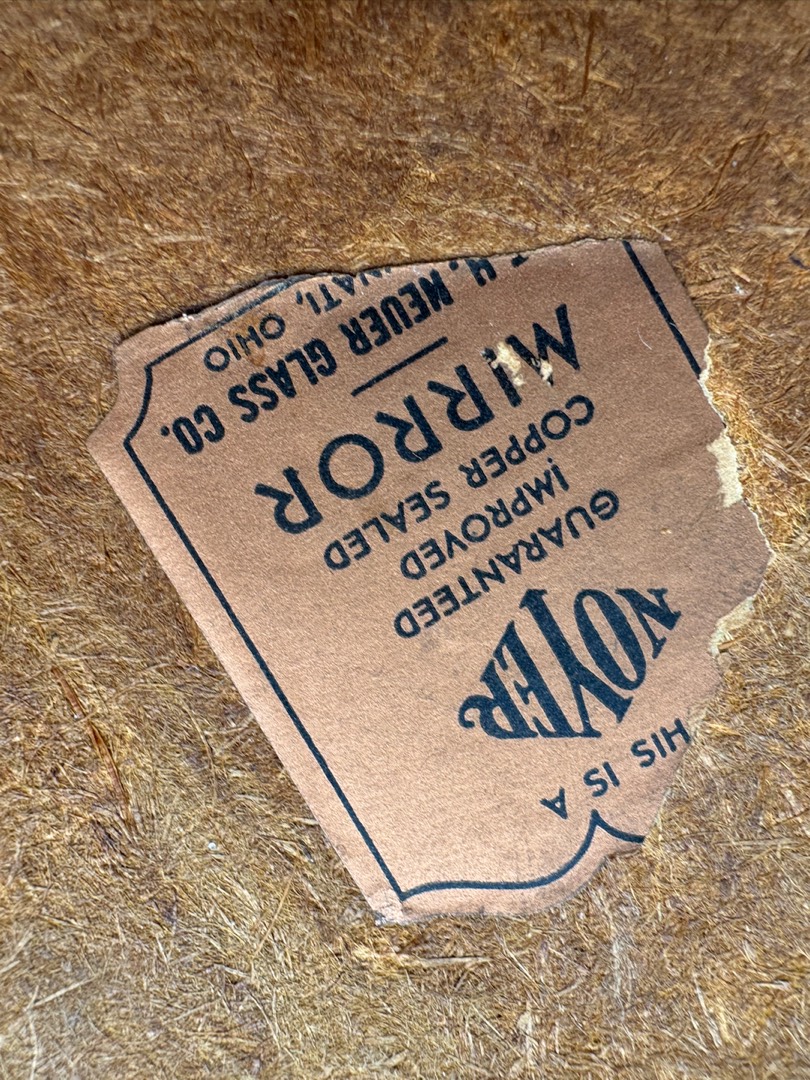 HIS IS A
NOYER
GUARANTEED
IMPROVED
COPPER SEALED
MIRROR
H. NEUER GLASS CO.
NATI, OHIO